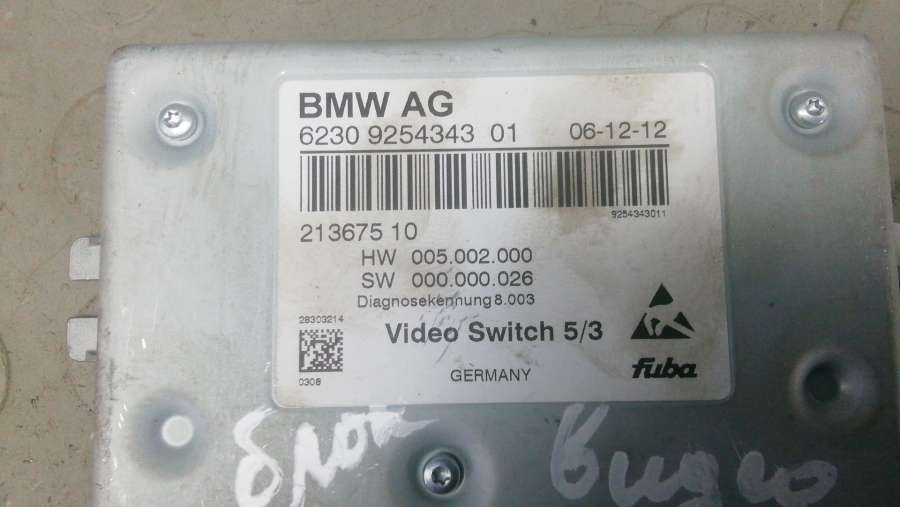 BMW AG
6230 9254343 01 06-12-12
9254343011
213675 10
HW 005.002.000
SW 000.000.026
Diagnosekennung 8.003
28303214
Video Switch 5/3
0308
GERMANY
fuba
блок видео